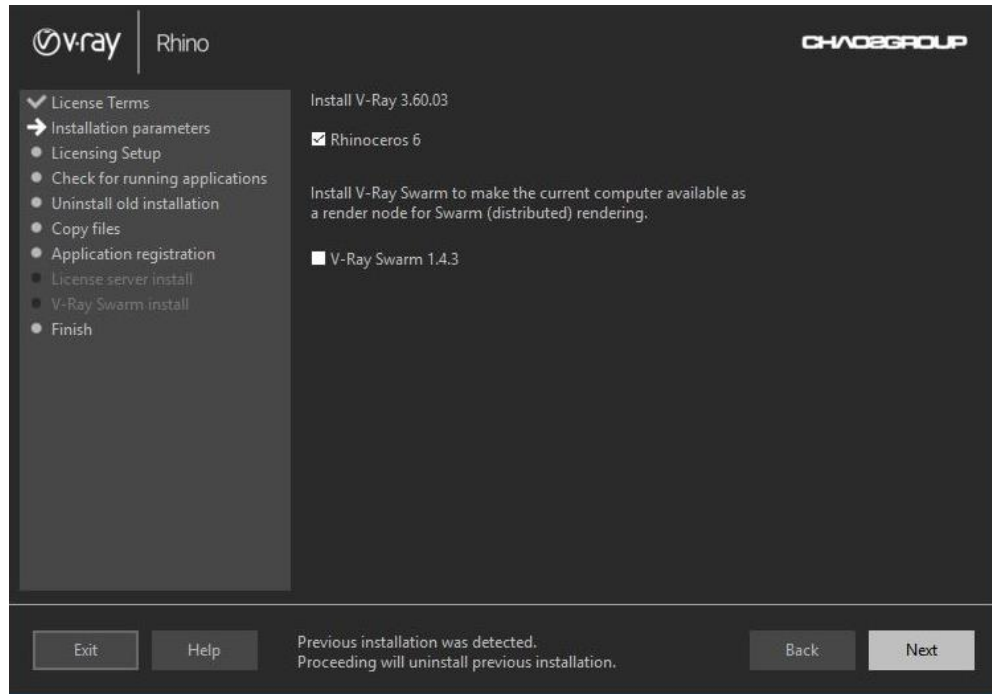 v·ray
Rhino
CHAOSGROUP
License Terms
Installation parameters
Licensing Setup
Check for running applications
Uninstall old installation
Copy files
Application registration
License server install
V-Ray Swarm install
Finish
Install V-Ray 3.60.03
Rhinoceros 6
Install V-Ray Swarm to make the current computer available as
a render node for Swarm (distributed) rendering.
V-Ray Swarm 1.4.3
Exit
Help
Previous installation was detected.
Proceeding will uninstall previous installation.
Back
Next